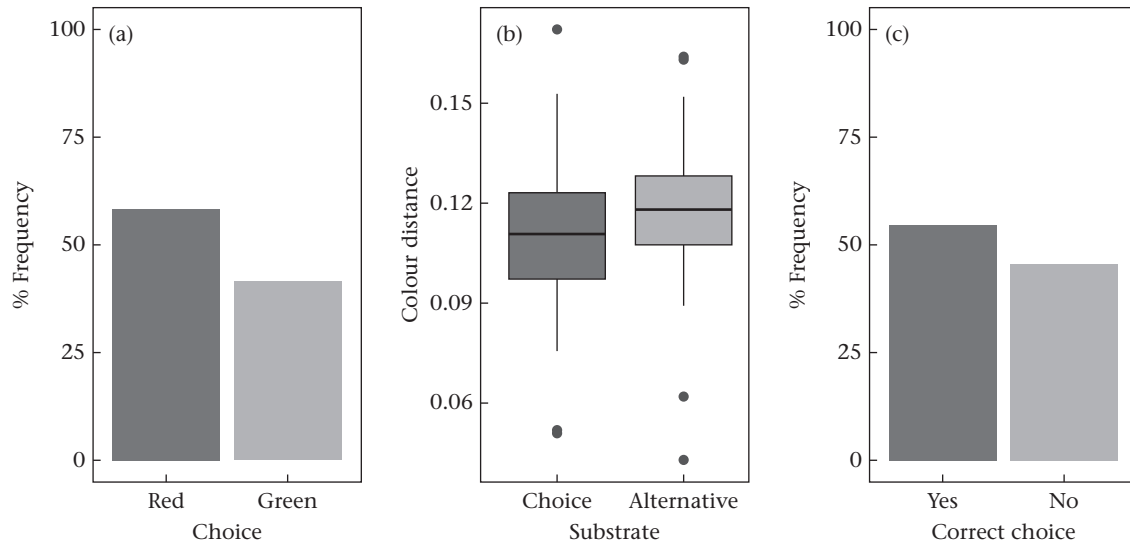 (a)
100
75
50
25
0
% Frequency
Red Green
Choice
(b)
0.15
0.12
0.09
0.06
Colour distance
Choice Alternative
Substrate
(c)
100
75
50
25
0
% Frequency
Yes No
Correct choice